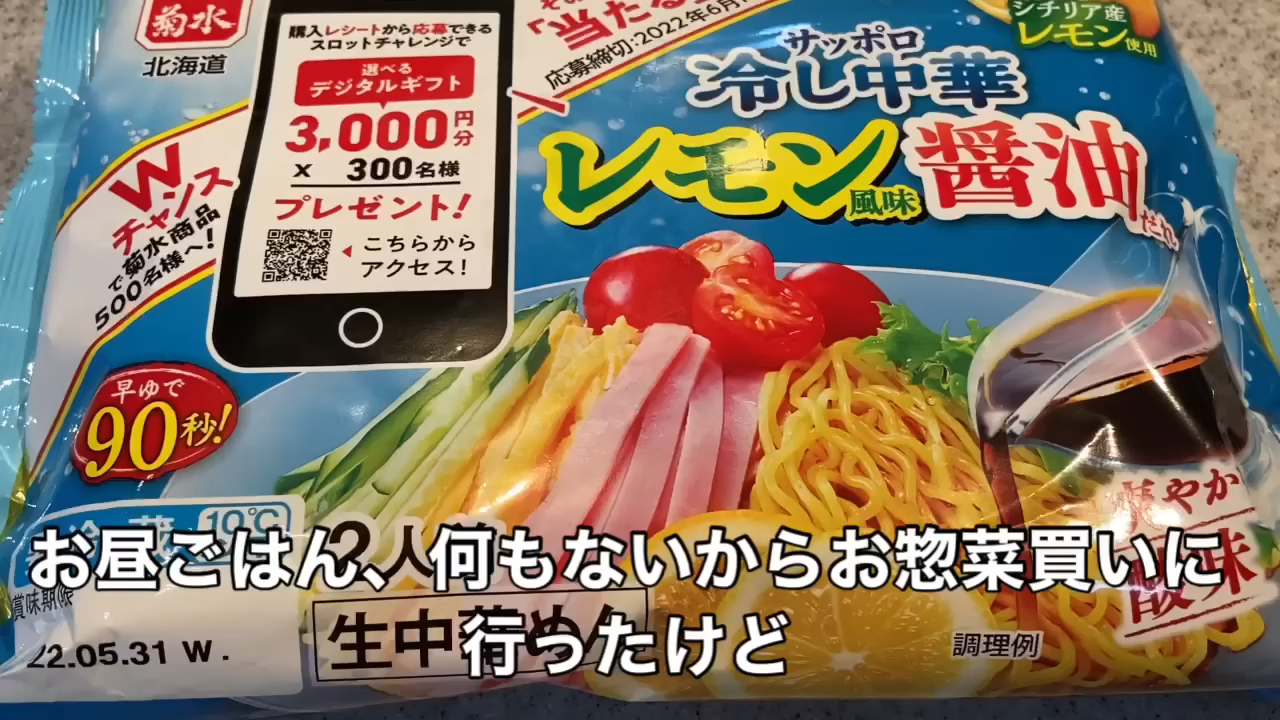 菊水
北海道
購入レシートから応募できる
スロットチャレンジで
選べる
デジタルギフト
3,000円分
x 300名様
プレゼント!
こちらから
アクセス!
「当たる
応募締切:2022年6月
Wチャンス
で菊水商品
500名様へ!
シチリア産
レモン使用
サッポロ
冷し中華
レモン風味醤油だれ
早ゆで
90秒!
10℃
爽やか
酸味
2人
賞味期限
22.05.31 W.
生中華めん
調理例
お昼ごはん、何もないからお惣菜買いに
行ったけど